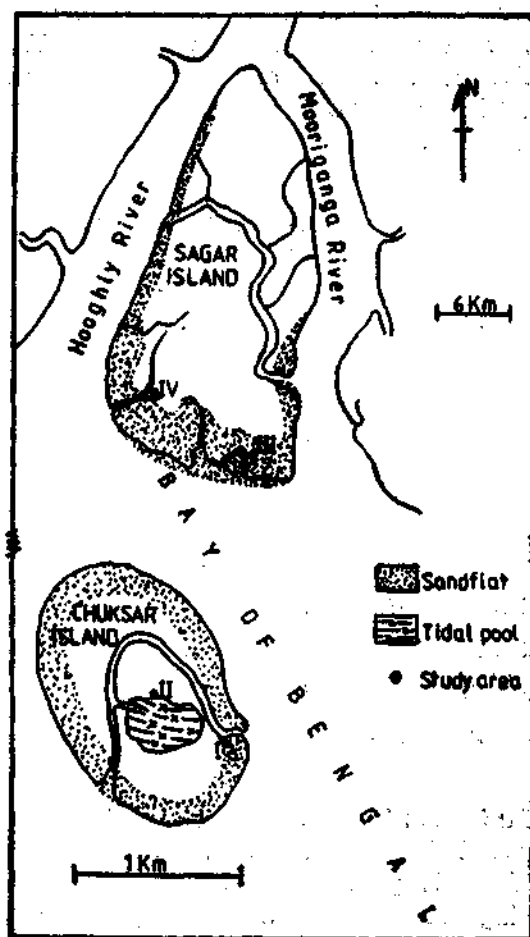 N
Hooghly River
Mooriganga River
SAGAR
ISLAND
6 Km
IV
BAY OF BENGAL
CHUKSAR
ISLAND
II
Sandflat
Tidal pool
Study area
1 Km